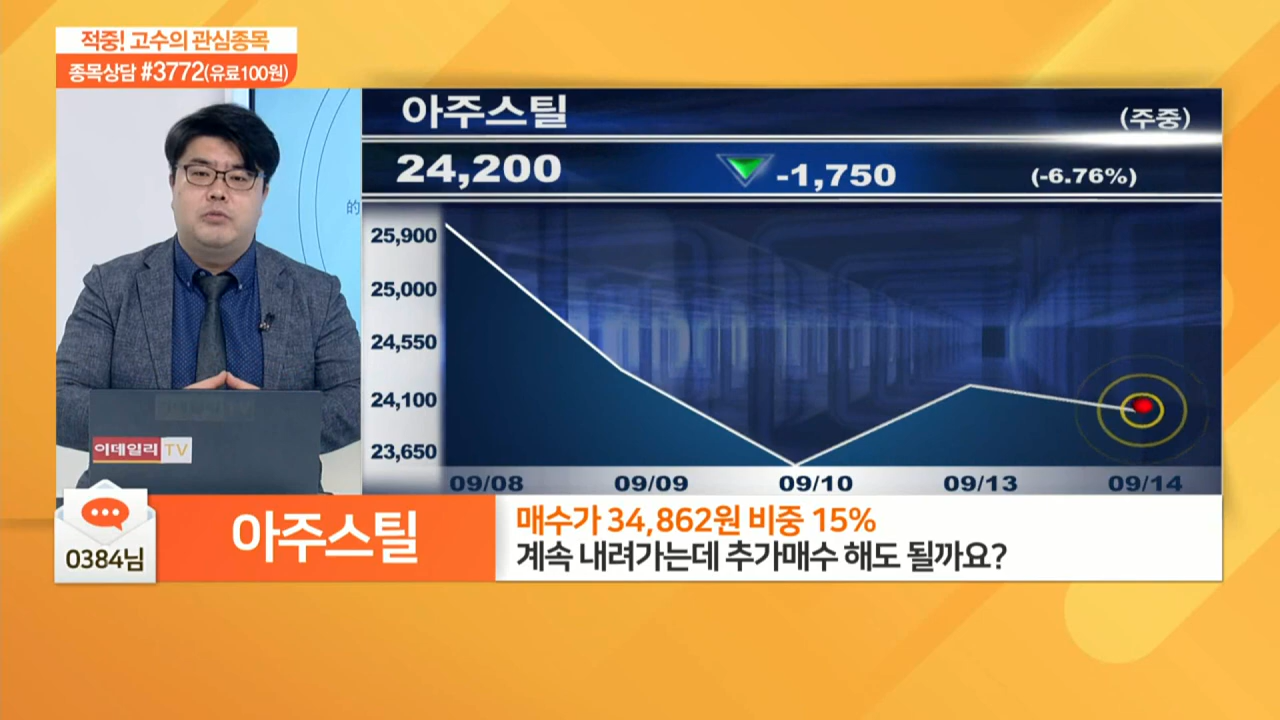 적중! 고수의 관심종목
종목상담 #3772(유료100원)
아주스틸
(주중)
24,200
-1,750
(-6.76%)
的
25,900
25,000
24,550
24,100
23,650
09/08 09/09 09/10 09/13 09/14
이데일리 TV
0384님
아주스틸
매수가 34,862원 비중 15%
계속 내려가는데 추가매수 해도 될까요?